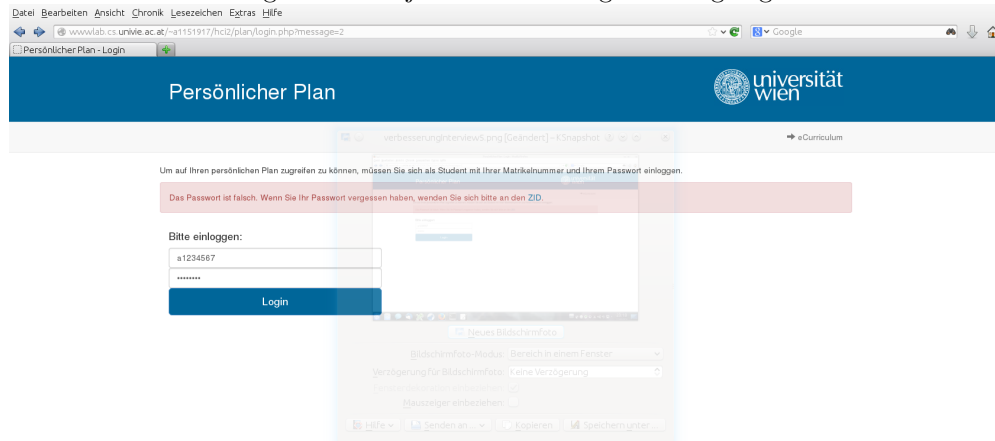 Datei Bearbeiten Ansicht Chronik Lesezeichen Extras Hilfe
wwwlab.cs.univie.ac.at/~a1151917/hci2/plan/login.php?message=2
Google
Persönlicher Plan - Login
Persönlicher Plan
universität
wien
verbesserungInterview5.png [Geändert] – KSnapshot
eCurriculum
Um auf Ihren persönlichen Plan zugreifen zu können, müssen Sie sich als Student mit Ihrer Matrikelnummer und Ihrem Passwort einloggen.
Das Passwort ist falsch. Wenn Sie Ihr Passwort vergessen haben, wenden Sie sich bitte an den ZID.
Bitte einloggen:
a1234567
••••••••
Login
Neues Bildschirmfoto
Bildschirmfoto-Modus: Bereich in einem Fenster
Verzögerung für Bildschirmfoto: Keine Verzögerung
Mauszeiger einbeziehen:
Hilfe Senden an ... Kopieren Speichern unter ...